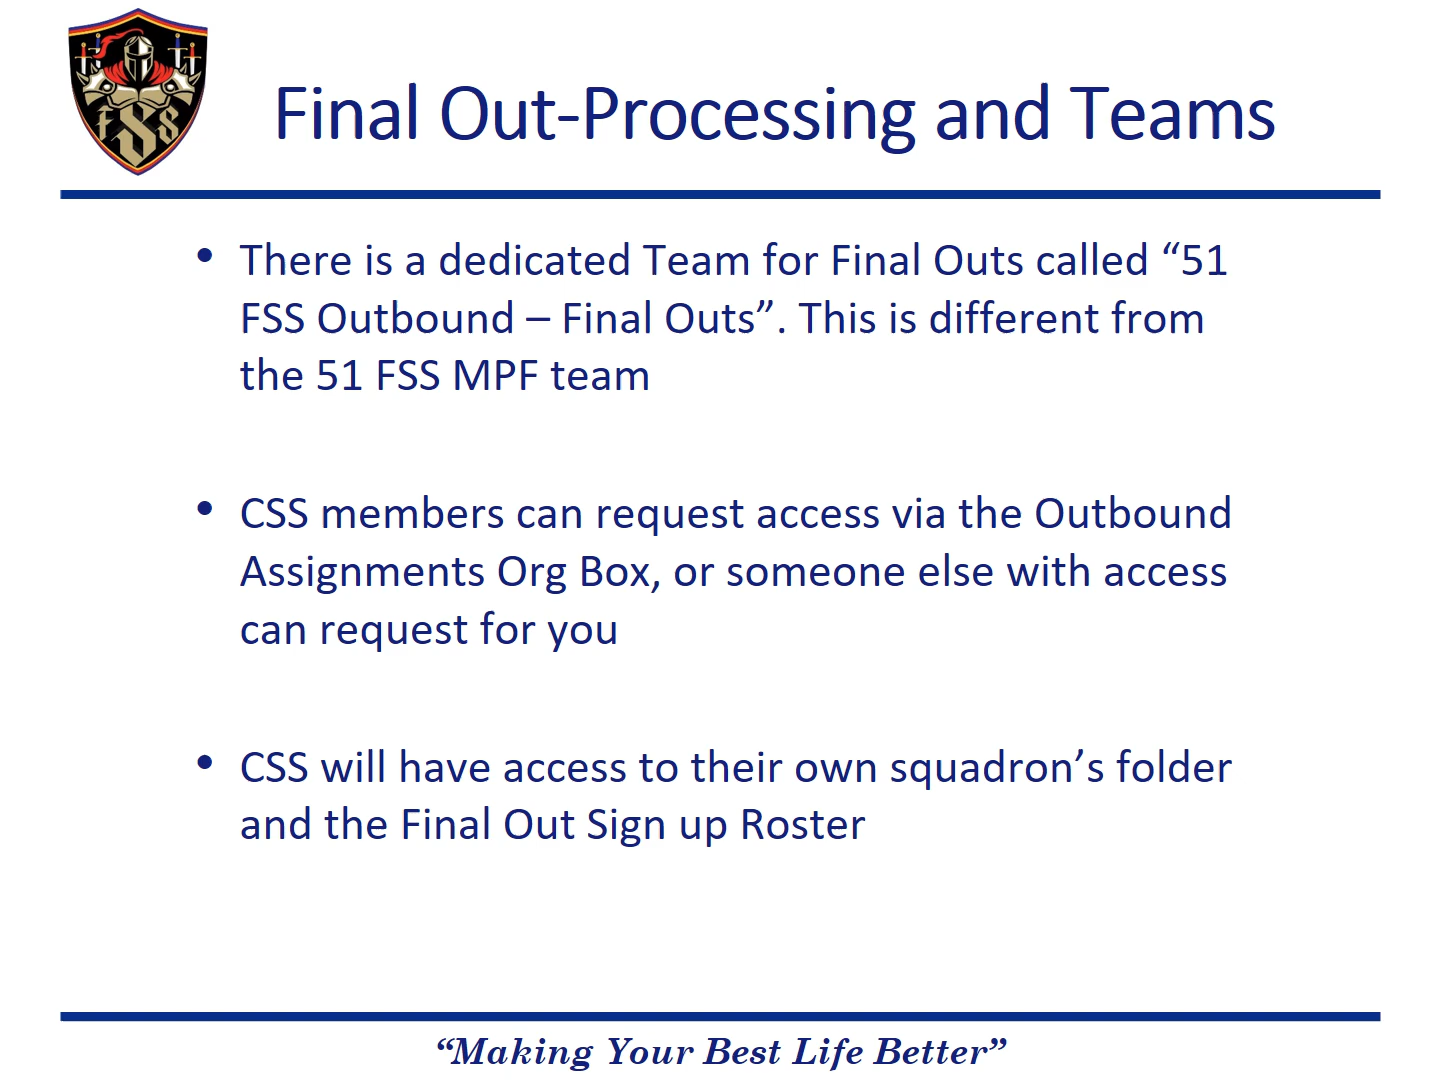 FSS
Final Out-Processing and Teams
• There is a dedicated Team for Final Outs called “51
FSS Outbound – Final Outs”. This is different from
the 51 FSS MPF team
• CSS members can request access via the Outbound
Assignments Org Box, or someone else with access
can request for you
• CSS will have access to their own squadron’s folder
and the Final Out Sign up Roster
“Making Your Best Life Better”